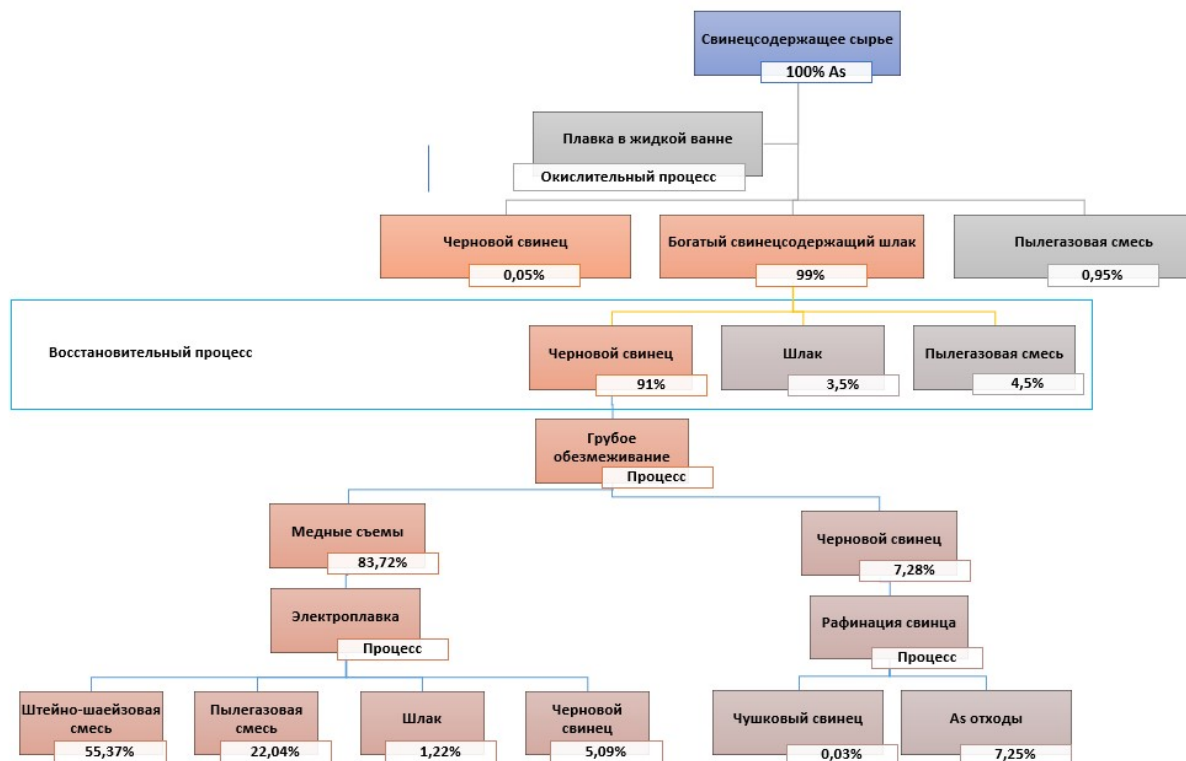 Свинецсодержащее сырье
100% As
Плавка в жидкой ванне
Окислительный процесс
Черновой свинец
0,05%
Богатый свинецсодержащий шлак
99%
Пылегазовая смесь
0,95%
Восстановительный процесс
Черновой свинец
91%
Шлак
3,5%
Пылегазовая смесь
4,5%
Грубое
обезмеживание
Процесс
Медные съемы
83,72%
Черновой свинец
7,28%
Электроплавка
Процесс
Рафинация свинца
Процесс
Штейно-шаейзовая
смесь
55,37%
Пылегазовая
смесь
22,04%
Шлак
1,22%
Черновой
свинец
5,09%
Чушковый свинец
0,03%
As отходы
7,25%